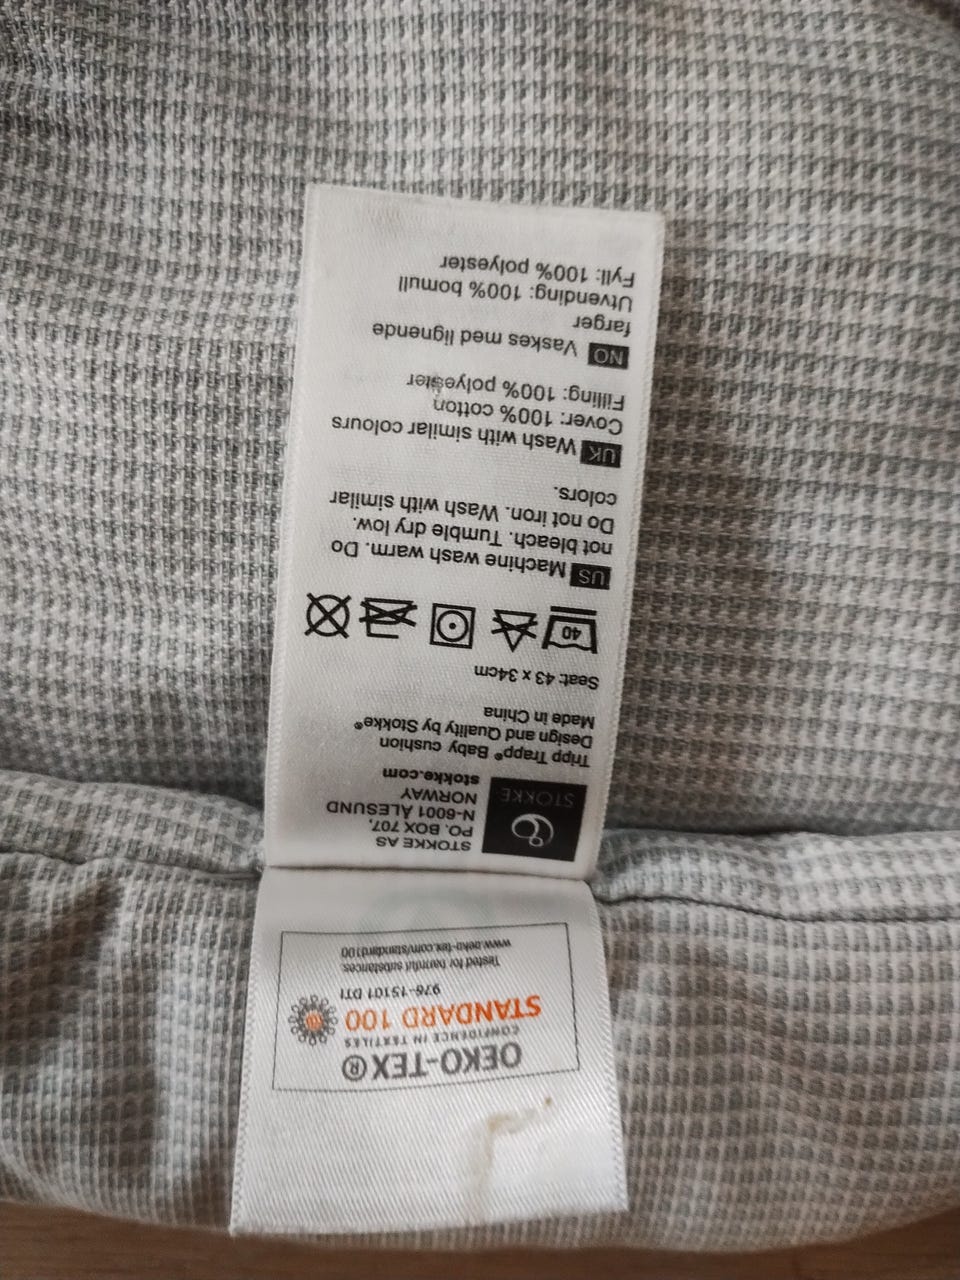 OEKO-TEX®
CONFIDENCE IN TEXTILES
STANDARD 100
976-15101 DTI
Tested for harmful substances.
www.oeko-tex.com/standard100
STOKKE
STOKKE AS
PO. BOX 707,
N-6001 ÅLESUND
NORWAY
stokke.com
Tripp Trapp® Baby cushion
Design and Quality by Stokke®
Made in China
Seat: 43 x 34cm
40
US Machine wash warm. Do
not bleach. Tumble dry low.
Do not iron. Wash with similar
colors.
UK Wash with similar colours
Cover: 100% cotton
Filling: 100% polyester
NO Vaskes med lignende
farger
Utvending: 100% bomull
Fyll: 100% polyester